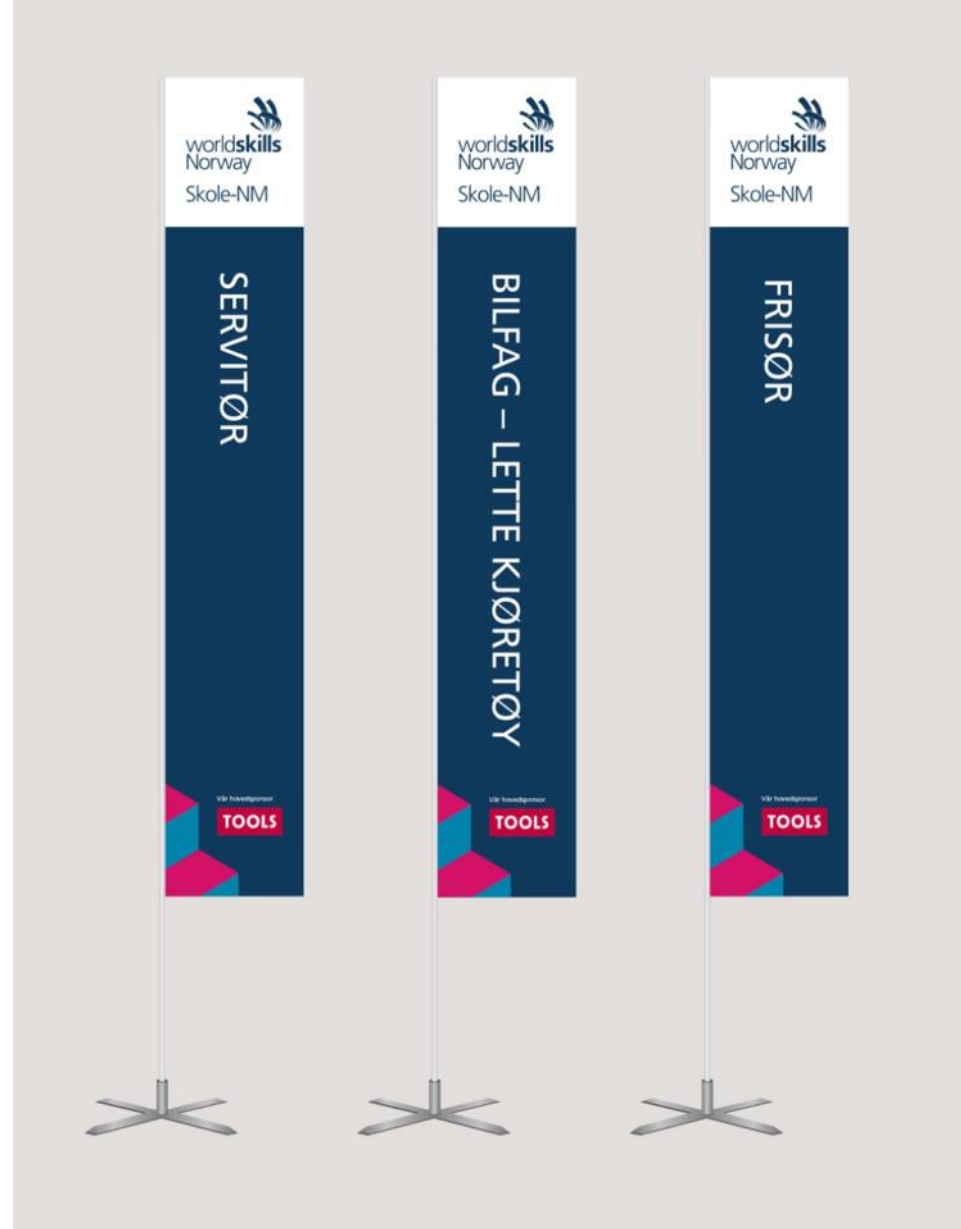 worldskills
Norway
Skole-NM
SERVITØR
Vår hovedsponsor
TOOLS
worldskills
Norway
Skole-NM
BILFAG – LETTE KJØRETØY
Vår hovedsponsor
TOOLS
worldskills
Norway
Skole-NM
FRISØR
Vår hovedsponsor
TOOLS